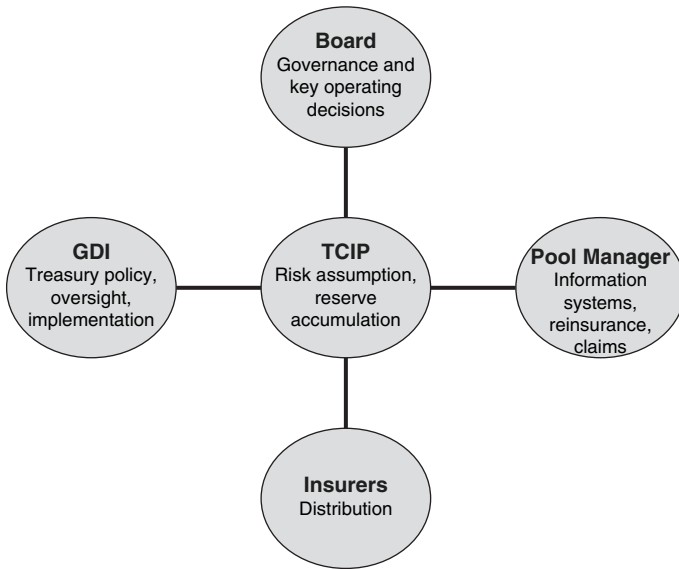 Board
Governance and
key operating
decisions
GDI
Treasury policy,
oversight,
implementation
TCIP
Risk assumption,
reserve
accumulation
Pool Manager
Information
systems,
reinsurance,
claims
Insurers
Distribution